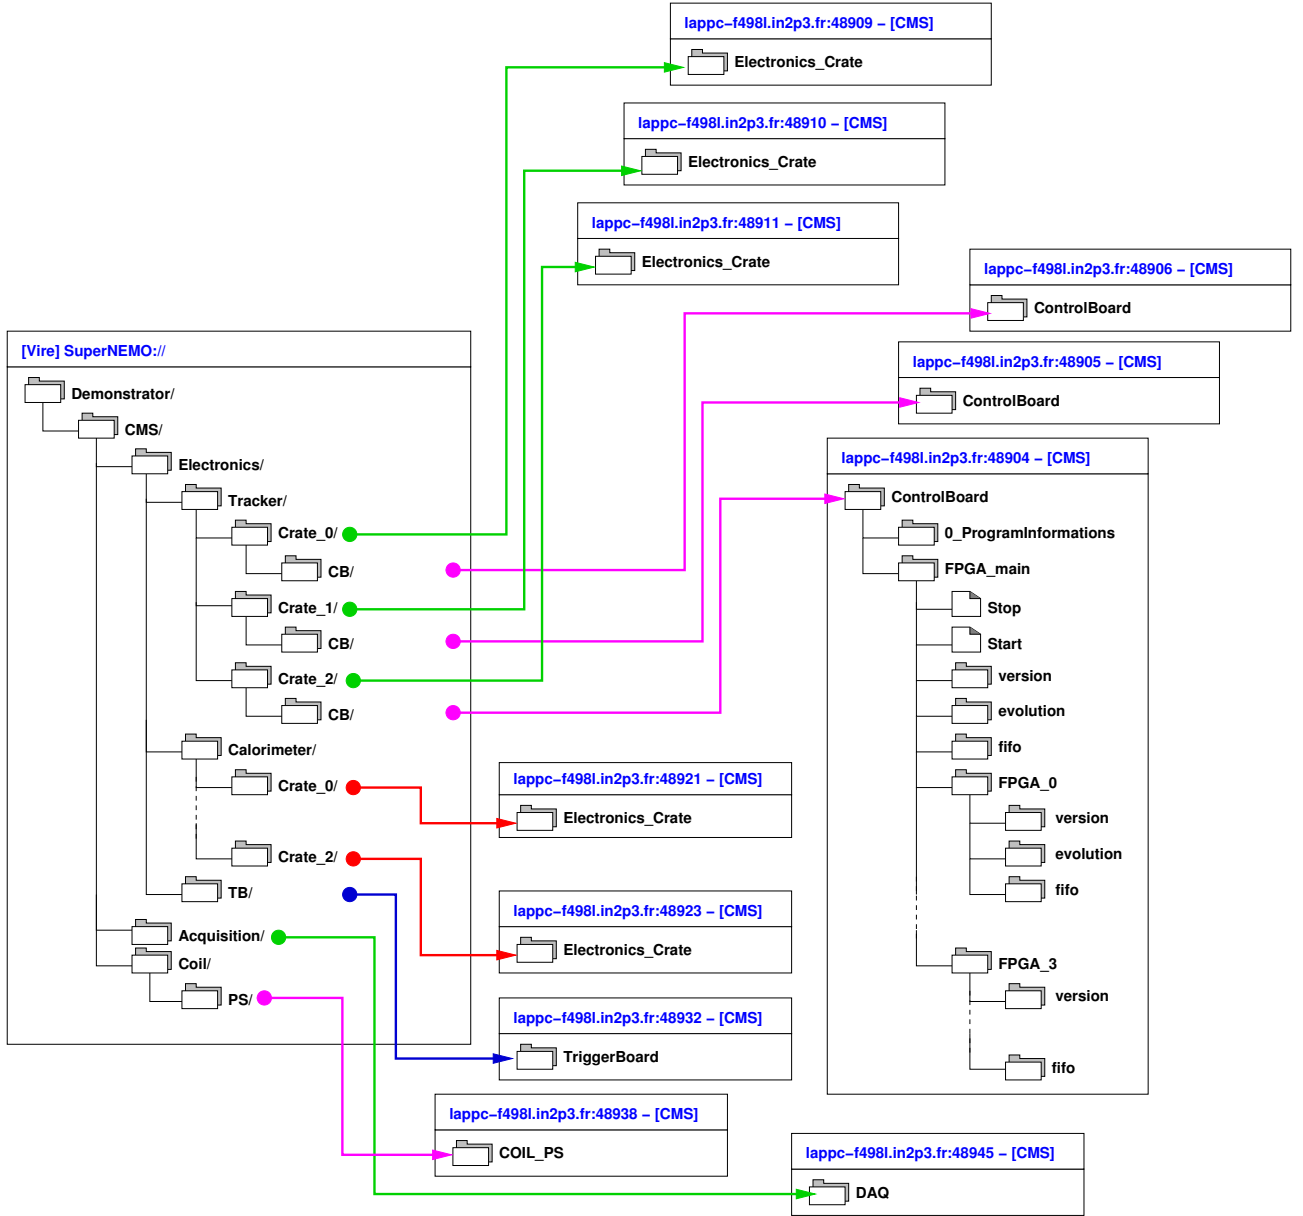 lappc−f498l.in2p3.fr:48909 − [CMS]
Electronics_Crate
lappc−f498l.in2p3.fr:48910 − [CMS]
Electronics_Crate
lappc−f498l.in2p3.fr:48911 − [CMS]
Electronics_Crate
lappc−f498l.in2p3.fr:48906 − [CMS]
ControlBoard
lappc−f498l.in2p3.fr:48905 − [CMS]
ControlBoard
[Vire] SuperNEMO://
Demonstrator/
CMS/
Electronics/
Tracker/
Crate_0/
CB/
Crate_1/
CB/
Crate_2/
CB/
Calorimeter/
Crate_0/
Crate_2/
TB/
Acquisition/
Coil/
PS/
lappc−f498l.in2p3.fr:48904 − [CMS]
ControlBoard
0_ProgramInformations
FPGA_main
Stop
Start
version
evolution
fifo
FPGA_0
version
evolution
fifo
FPGA_3
version
fifo
lappc−f498l.in2p3.fr:48921 − [CMS]
Electronics_Crate
lappc−f498l.in2p3.fr:48923 − [CMS]
Electronics_Crate
lappc−f498l.in2p3.fr:48932 − [CMS]
TriggerBoard
lappc−f498l.in2p3.fr:48938 − [CMS]
COIL_PS
lappc−f498l.in2p3.fr:48945 − [CMS]
DAQ